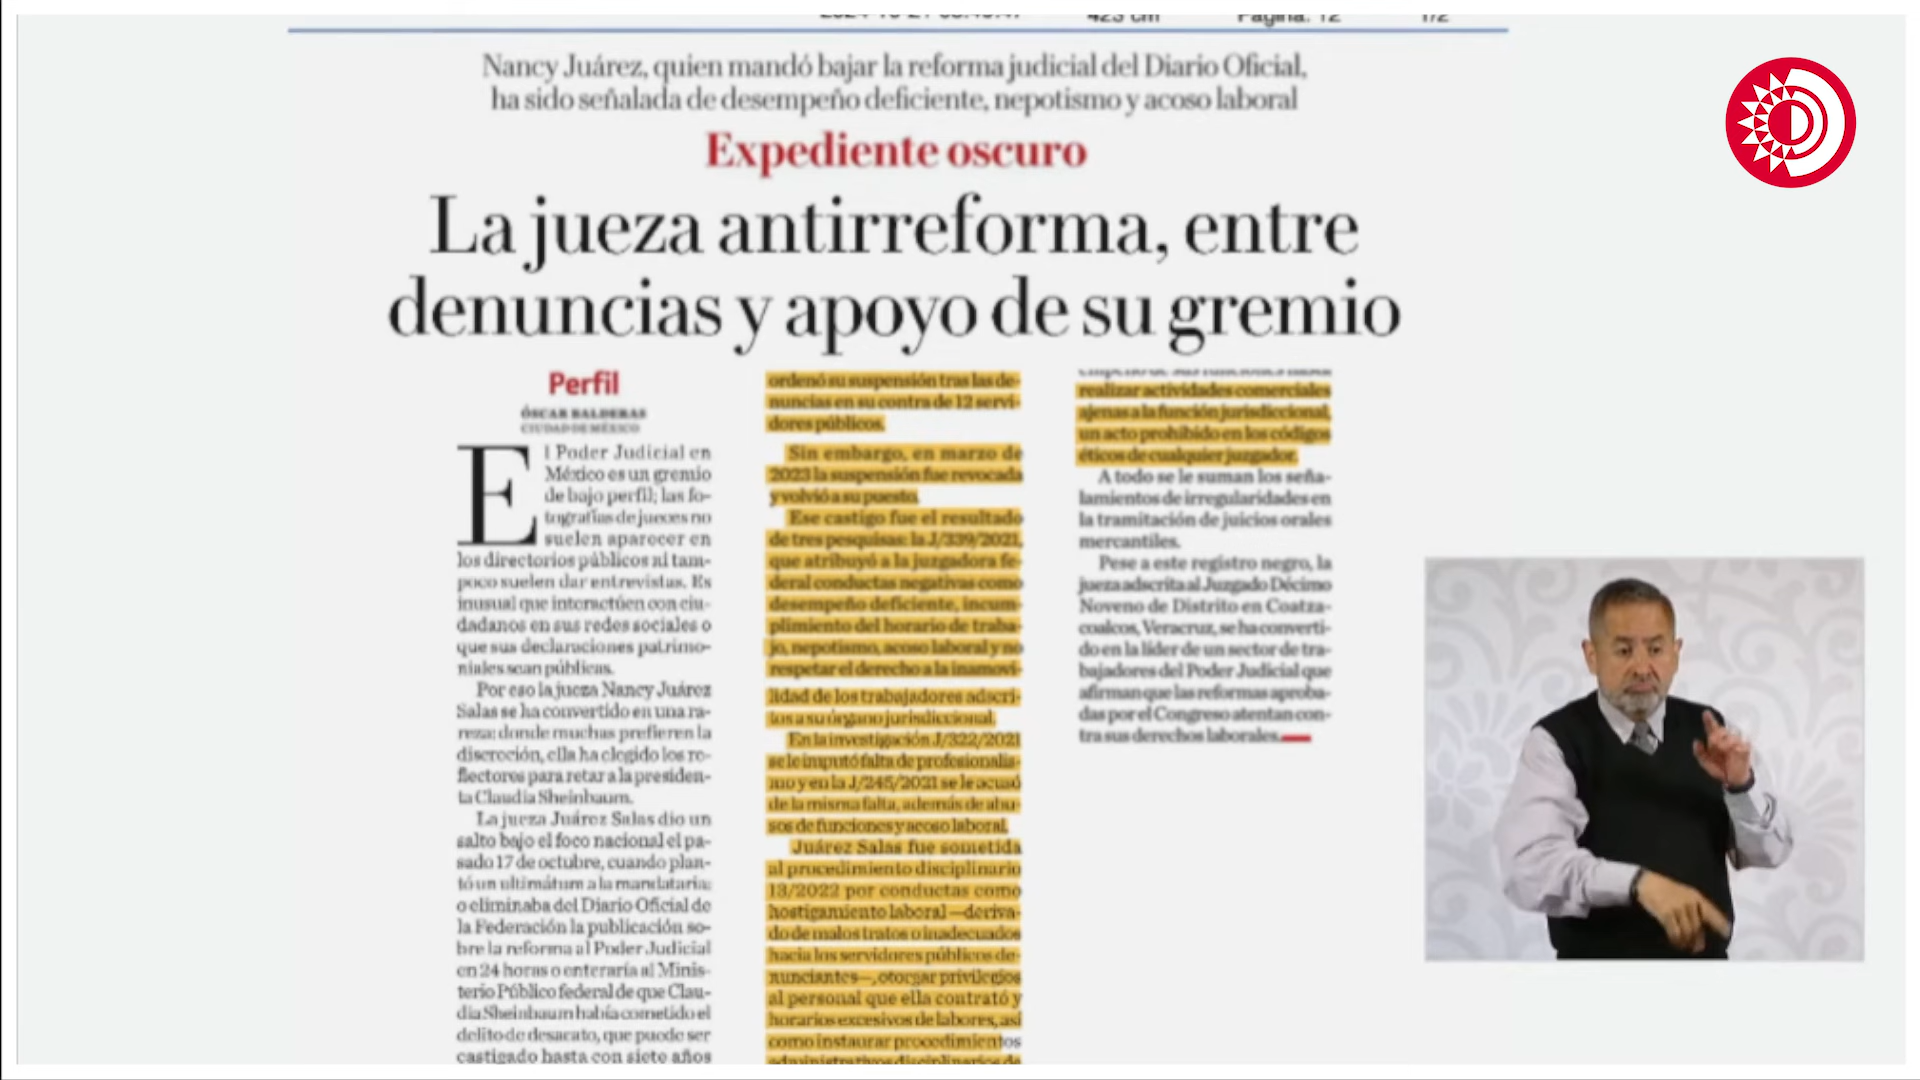 Página: 12
1/2
Nancy Juárez, quien mandó bajar la reforma judicial del Diario Oficial,
ha sido señalada de desempeño deficiente, nepotismo y acoso laboral
Expediente oscuro
La jueza antirreforma, entre
denuncias y apoyo de su gremio
Perfil
ÓSCAR BALDERAS
CIUDAD DE MÉXICO
El Poder Judicial en
México es un gremio
de bajo perfil; las fo-
tografías de jueces no
suelen aparecer en
los directorios públicos ni tam-
poco suelen dar entrevistas. Es
inusual que interactúen con ciu-
dadanos en sus redes sociales o
que sus declaraciones patrimo-
niales sean públicas.
Por eso la jueza Nancy Juárez
Salas se ha convertido en una ra-
reza: donde muchas prefieren la
discreción, ella ha elegido los re-
flectores para retar a la presiden-
ta Claudia Sheinbaum.
La jueza Juárez Salas dio un
salto bajo el foco nacional el pa-
sado 17 de octubre, cuando plan-
tó un ultimátum a la mandataria:
o eliminaba del Diario Oficial de
la Federación la publicación so-
bre la reforma al Poder Judicial
en 24 horas o enteraría al Minis-
terio Público federal de que Clau-
dia Sheinbaum había cometido el
delito de desacato, que puede ser
castigado hasta con siete años
ordenó su suspensión tras las de-
nuncias en su contra de 12 servi-
dores públicos.
Sin embargo, en marzo de
2023 la suspensión fue revocada
y volvió a su puesto.
Ese castigo fue el resultado
de tres pesquisas: la J/339/2021,
que atribuyó a la juzgadora fe-
deral conductas negativas como
desempeño deficiente, incum-
plimiento del horario de traba-
jo, nepotismo, acoso laboral y no
respetar el derecho a la inamovi-
lidad de los trabajadores adscri-
tos a su órgano jurisdiccional.
En la investigación J/322/2021
se le imputó falta de profesionalis-
mo y en la J/245/2021 se le acusó
de la misma falta, además de abu-
sos de funciones y acoso laboral.
Juárez Salas fue sometida
al procedimiento disciplinario
13/2022 por conductas como
hostigamiento laboral —deriva-
do de malos tratos o inadecuados
hacia los servidores públicos de-
nunciantes—, otorgar privilegios
al personal que ella contrató y
horarios excesivos de labores, así
como instaurar procedimientos
administrativos disciplinarios de
realizar actividades comerciales
ajenas a la función jurisdiccional,
un acto prohibido en los códigos
éticos de cualquier juzgador.
A todo se le suman los seña-
lamientos de irregularidades en
la tramitación de juicios orales
mercantiles.
Pese a este registro negro, la
jueza adscrita al Juzgado Décimo
Noveno de Distrito en Coatza-
coalcos, Veracruz, se ha converti-
do en la líder de un sector de tra-
bajadores del Poder Judicial que
afirman que las reformas aproba-
das por el Congreso atentan con-
tra sus derechos laborales.